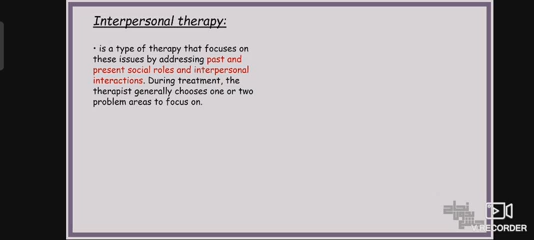 Interpersonal therapy:
• is a type of therapy that focuses on
these issues by addressing past and
present social roles and interpersonal
interactions. During treatment, the
therapist generally chooses one or two
problem areas to focus on.
RECORDER